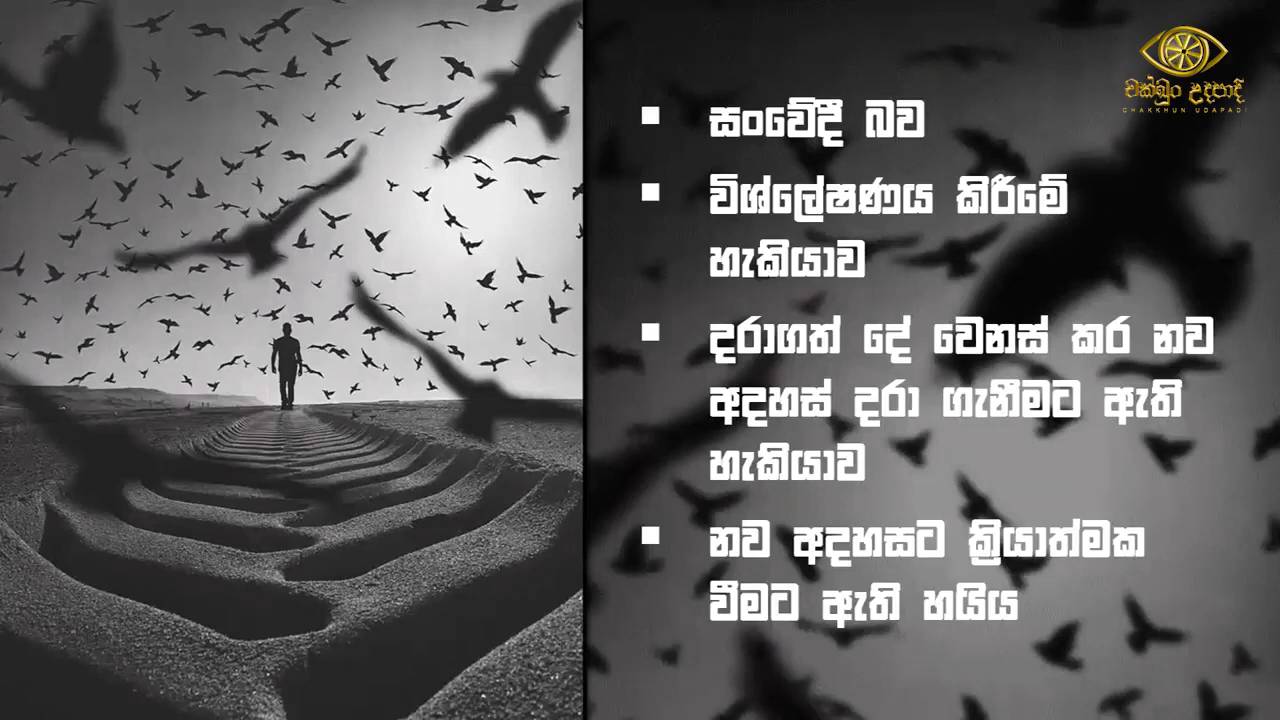 චක්ඛුං උදපාදි
CHAKKHUN UDAPADI
▪ සංවේදී බව
▪ විශ්ලේෂණය කිරීමේ
හැකියාව
▪ දරාගත් දේ වෙනස් කර නව
අදහස් දරා ගැනීමට ඇති
හැකියාව
▪ නව අදහසට ක්‍රියාත්මක
වීමට ඇති හයිය